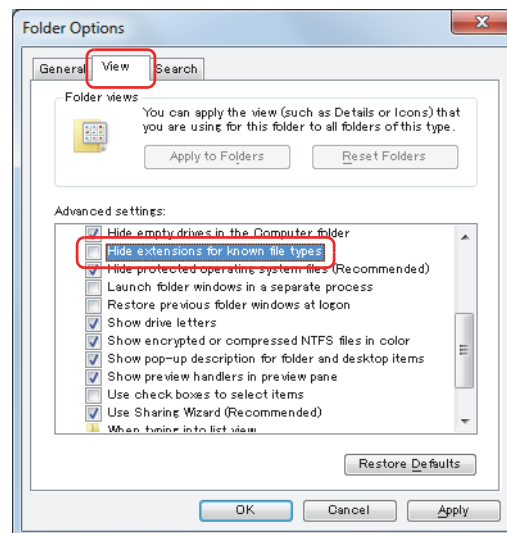 Folder Options
General View Search
Folder views
You can apply the view (such as Details or Icons) that
you are using for this folder to all folders of this type.
Apply to Folders Reset Folders
Advanced settings:
Hide empty drives in the Computer folder
Hide extensions for known file types
Hide protected operating system files (Recommended)
Launch folder windows in a separate process
Restore previous folder windows at logon
Show drive letters
Show encrypted or compressed NTFS files in color
Show pop-up description for folder and desktop items
Show preview handlers in preview pane
Use check boxes to select items
Use Sharing Wizard (Recommended)
When typing into list view
Restore Defaults
OK Cancel Apply